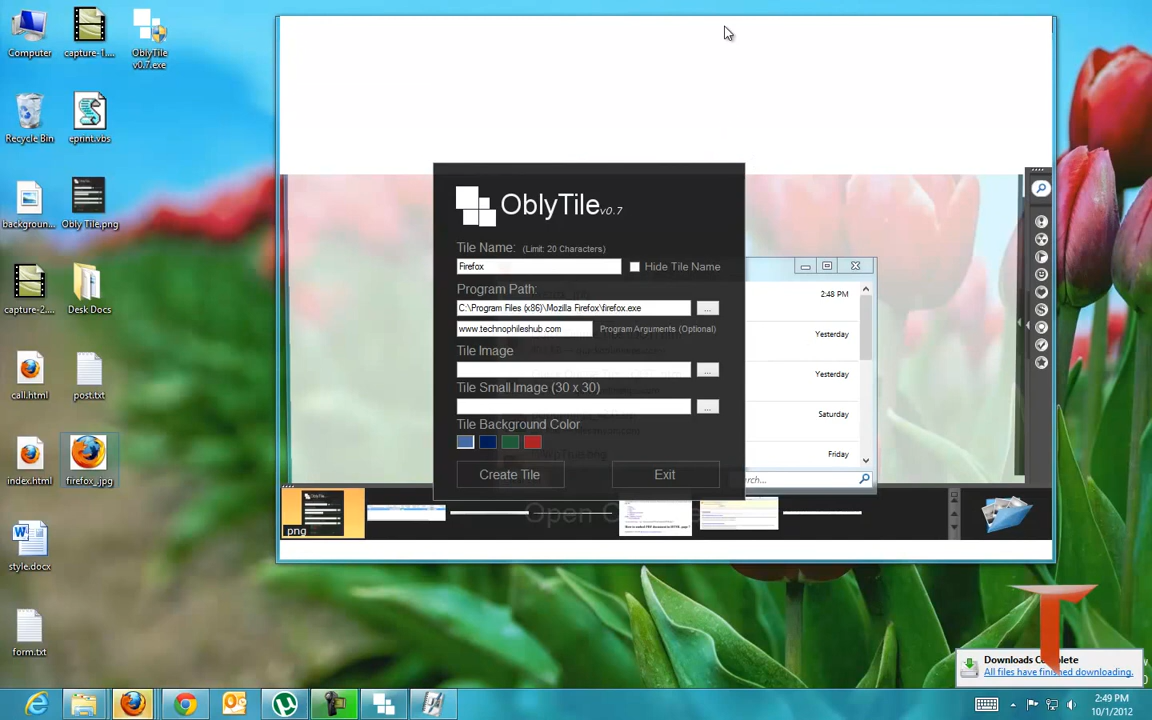 Computer
capture-1....
OblyTile
v0.7.exe
Recycle Bin
eprint.vbs
backgroun...
Obly Tile.png
capture-2....
Desk Docs
call.html
post.txt
index.html
firefox_.jpg
style.docx
form.txt
OblyTile v0.7
Tile Name: (Limit: 20 Characters)
Firefox
Hide Tile Name
Program Path:
C:\Program Files (x86)\Mozilla Firefox\firefox.exe
...
www.technophileshub.com
Program Arguments (Optional)
Tile Image
...
Tile Small Image (30 x 30)
...
Tile Background Color
Create Tile
Exit
2:48 PM
Yesterday
Yesterday
Saturday
Friday
png
Downloads
All files have finished downloading.
2:49 PM
10/1/2012